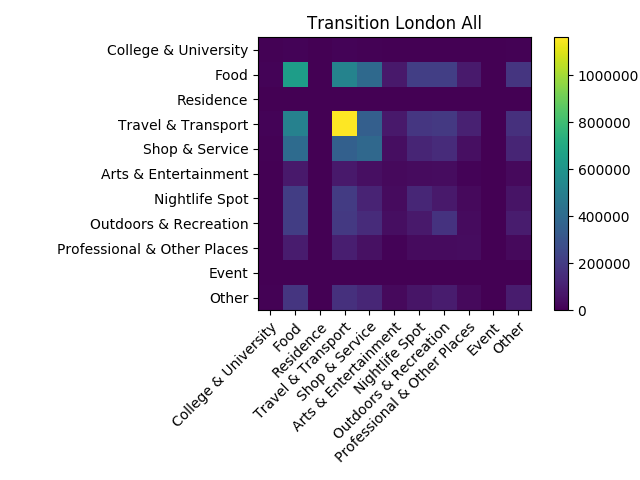 Transition London All
College & University
Food
Residence
Travel & Transport
Shop & Service
Arts & Entertainment
Nightlife Spot
Outdoors & Recreation
Professional & Other Places
Event
Other
College & University
Food
Residence
Travel & Transport
Shop & Service
Arts & Entertainment
Nightlife Spot
Outdoors & Recreation
Professional & Other Places
Event
Other
1000000
800000
600000
400000
200000
0